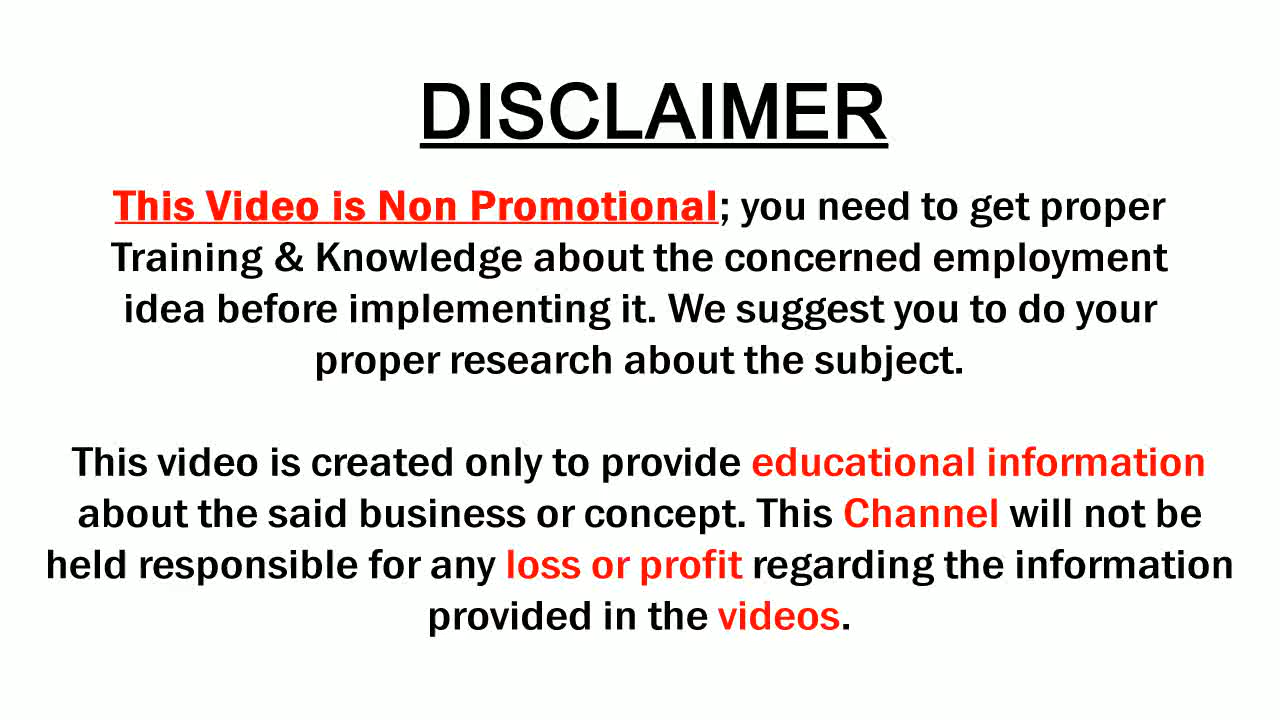 DISCLAIMER
This Video is Non Promotional; you need to get proper
Training & Knowledge about the concerned employment
idea before implementing it. We suggest you to do your
proper research about the subject.
This video is created only to provide educational information
about the said business or concept. This Channel will not be
held responsible for any loss or profit regarding the information
provided in the videos.